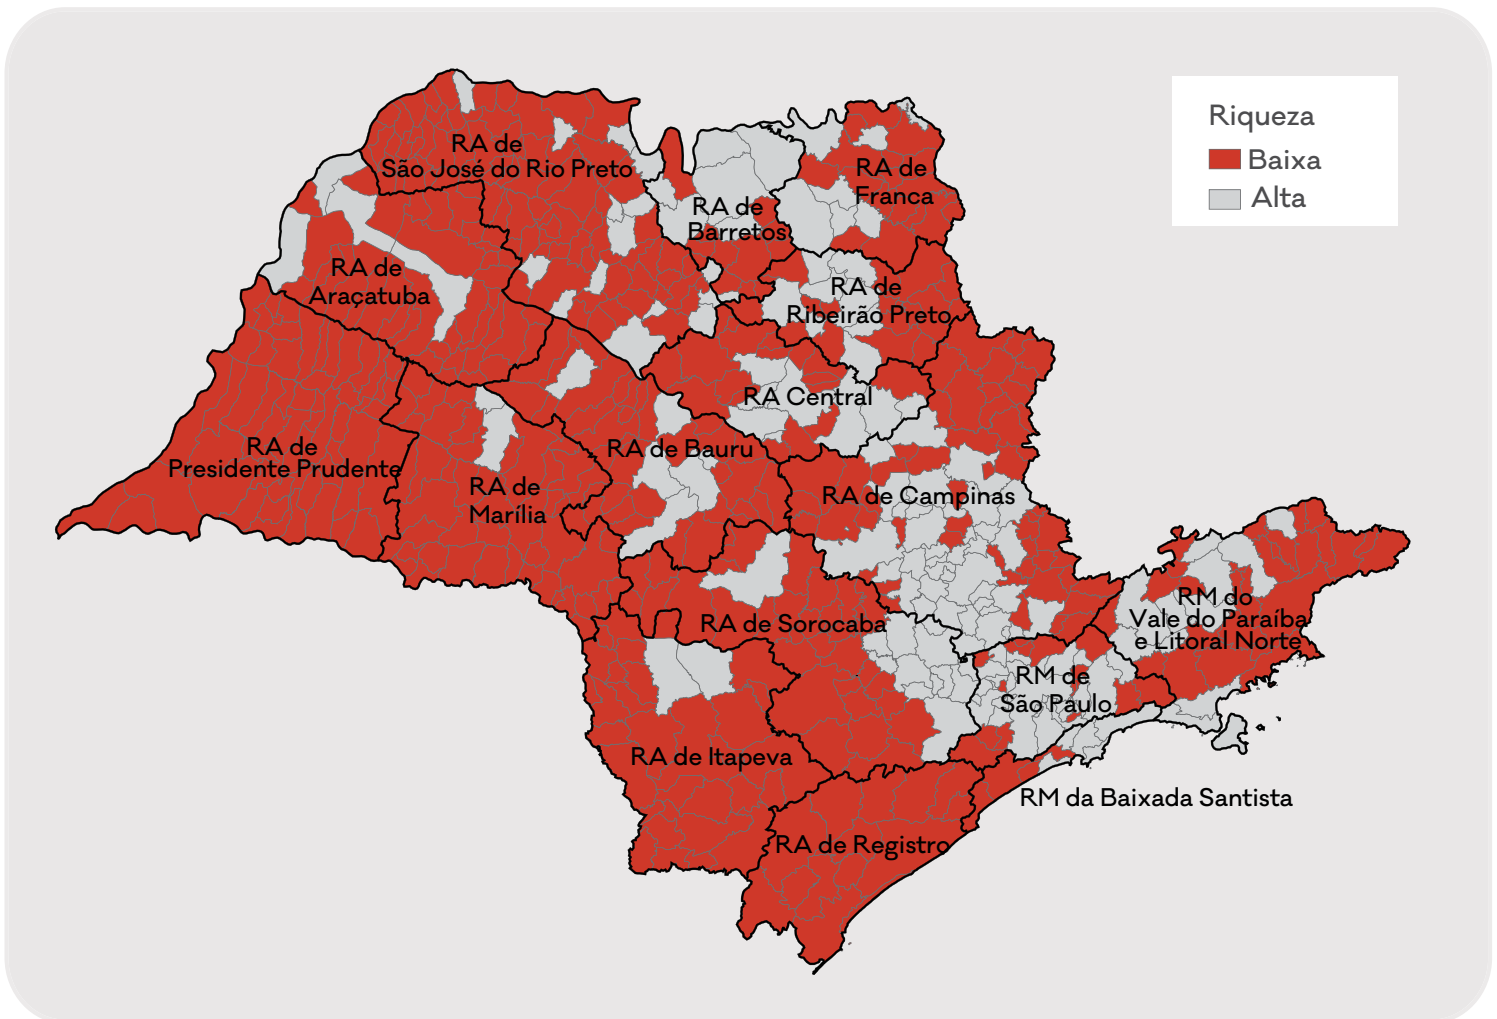 Riqueza
Baixa
Alta
RA de
São José do Rio Preto
RA de
Franca
RA de
Barretos
RA de
Araçatuba
RA de
Ribeirão Preto
RA Central
RA de
Presidente Prudente
RA de Bauru
RA de
Marília
RA de Campinas
RM do
Vale do Paraíba
e Litoral Norte
RA de Sorocaba
RM de
São Paulo
RA de Itapeva
RM da Baixada Santista
RA de Registro